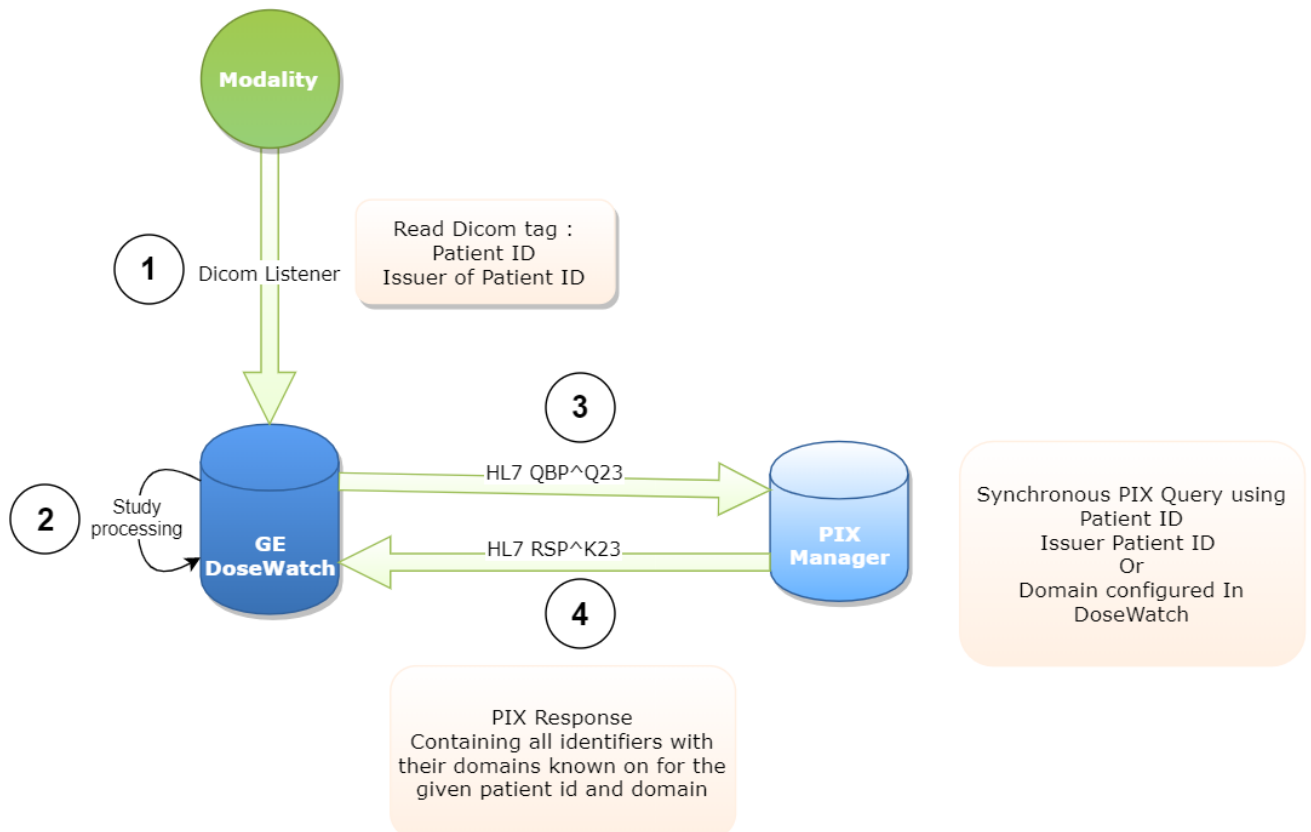 Modality
Read Dicom tag :
Patient ID
Issuer of Patient ID
1
Dicom Listener
3
HL7 QBP^Q23
2
Study
processing
GE
DoseWatch
PIX
Manager
HL7 RSP^K23
4
Synchronous PIX Query using
Patient ID
Issuer Patient ID
Or
Domain configured In
DoseWatch
PIX Response
Containing all identifiers with
their domains known on for the
given patient id and domain